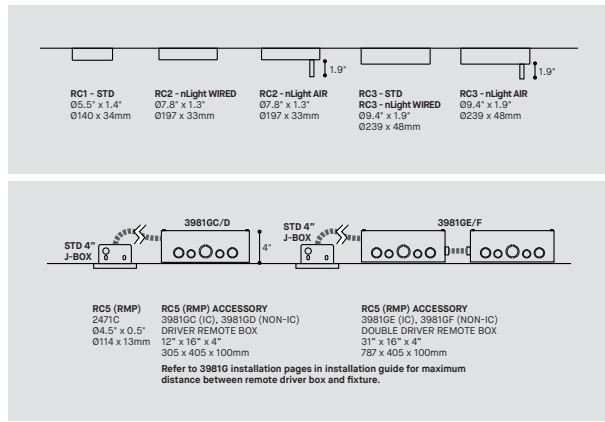 1.9"
1.9"
RC1 - STD
Ø5.5" x 1.4"
Ø140 x 34mm
RC2 - nLight WIRED
Ø7.8" x 1.3"
Ø197 x 33mm
RC2 - nLight AIR
Ø7.8" x 1.3"
Ø197 x 33mm
RC3 - STD
RC3 - nLight WIRED
Ø9.4" x 1.9"
Ø239 x 48mm
RC3 - nLight AIR
Ø9.4" x 1.9"
Ø239 x 48mm
STD 4”
J-BOX
3981GC/D
4"
STD 4”
J-BOX
3981GE/F
RC5 (RMP)
2471C
Ø4.5" x 0.5"
Ø114 x 13mm
RC5 (RMP) ACCESSORY
3981GC (IC), 3981GD (NON-IC)
DRIVER REMOTE BOX
12” x 16” x 4”
305 x 405 x 100mm
RC5 (RMP) ACCESSORY
3981GE (IC), 3981GF (NON-IC)
DOUBLE DRIVER REMOTE BOX
31” x 16” x 4”
787 x 405 x 100mm
Refer to 3981G installation pages in installation guide for maximum
distance between remote driver box and fixture.